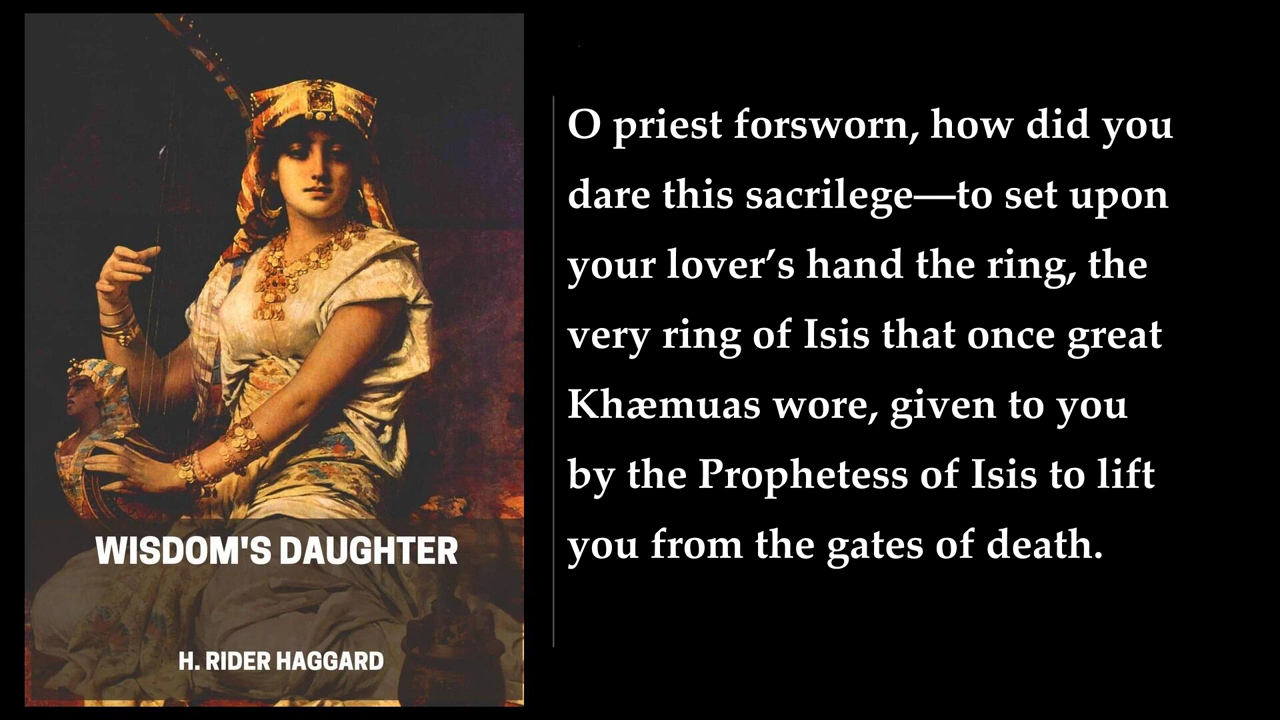 WISDOM'S DAUGHTER
H. RIDER HAGGARD
O priest forsworn, how did you
dare this sacrilege—to set upon
your lover’s hand the ring, the
very ring of Isis that once great
Khæmuas wore, given to you
by the Prophetess of Isis to lift
you from the gates of death.